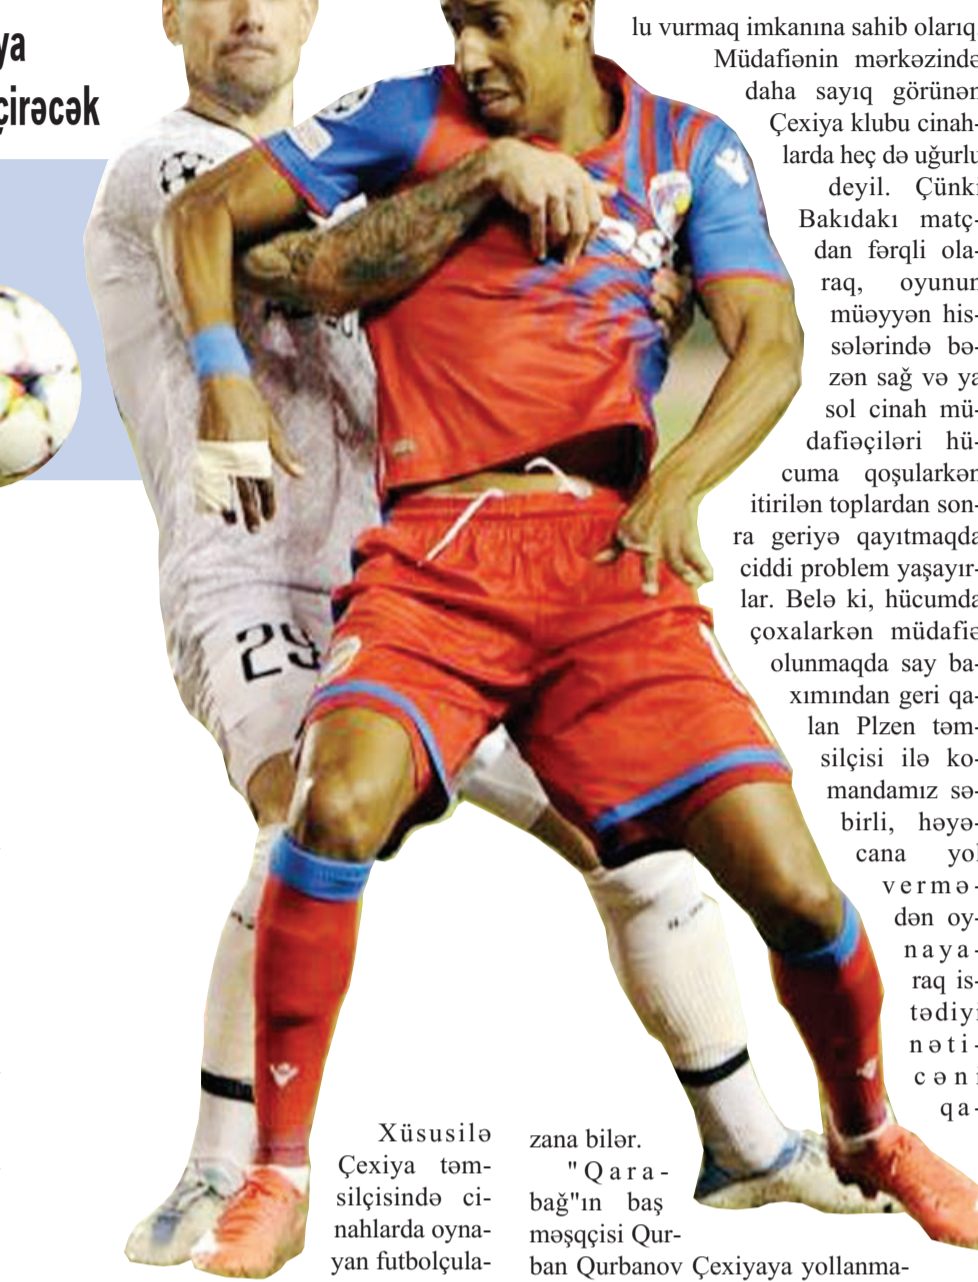 ya
çirəcək
29
Xüsusilə
Çexiya təm-
silçisində ci-
nahlarda oyna-
yan futbolçula-
lu vurmaq imkanına sahib olarıq.
Müdafiənin mərkəzində
daha sayıq görünən
Çexiya klubu cinah-
larda heç də uğurlu
deyil. Çünki
Bakıdakı matç-
dan fərqli ola-
raq, oyunun
müəyyən his-
sələrində bə-
zən sağ və ya
sol cinah mü-
dafiəçiləri hü-
cuma qoşularkən
itirilən toplardan son-
ra geriyə qayıtmaqda
ciddi problem yaşayır-
lar. Belə ki, hücumda
çoxalarkən müdafiə
olunmaqda say ba-
xımından geri qa-
lan Plzen təm-
silçisi ilə ko-
mandamız sə-
birli, həyə-
cana yol
vermə-
dən oy-
naya-
raq is-
tədiyi
nəti-
cəni
qa-
zana bilər.
"Qara-
bağ"ın baş
məşqçisi Qur-
ban Qurbanov Çexiyaya yollanma-